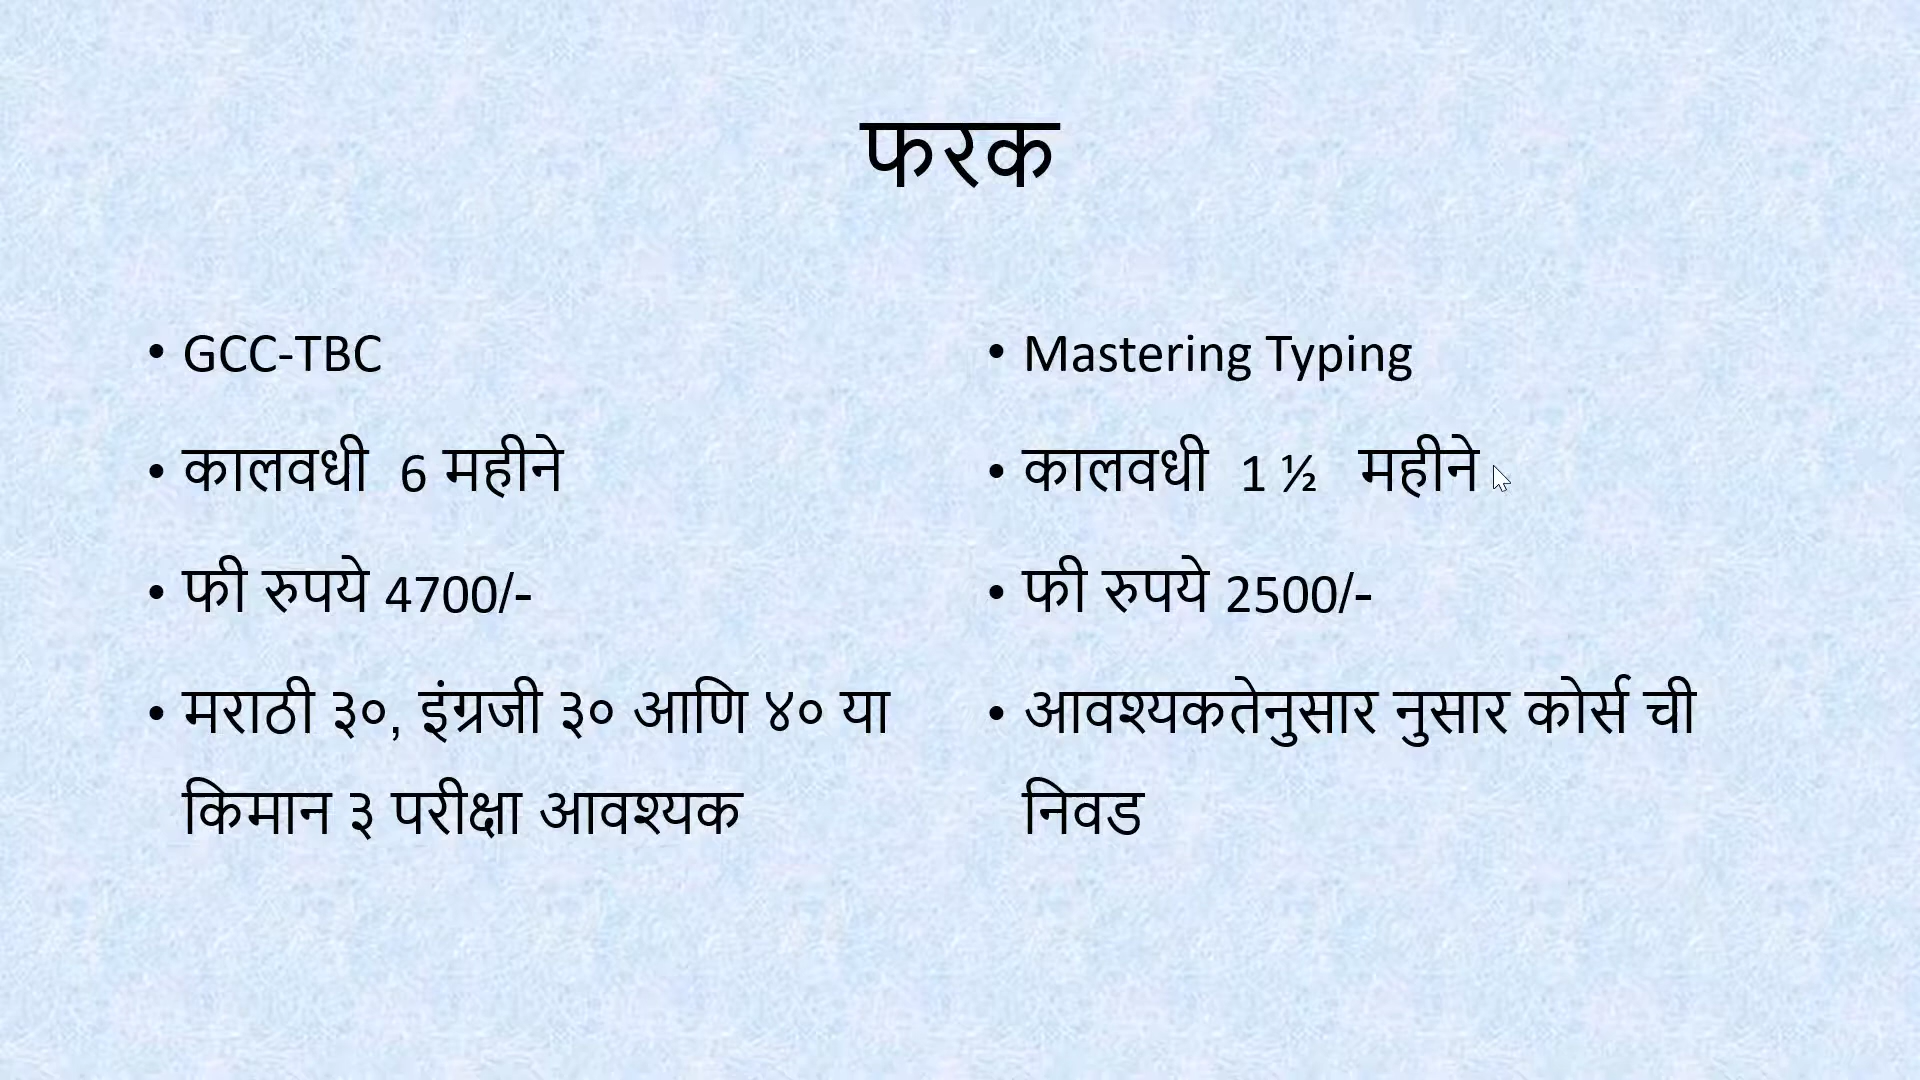 फरक
GCC-TBC
कालवधी 6 महीने
फी रुपये 4700/-
मराठी ३०, इंग्रजी ३० आणि ४० या
किमान ३ परीक्षा आवश्यक
Mastering Typing
कालवधी 1 ½ महीने
फी रुपये 2500/-
आवश्यकतेनुसार नुसार कोर्स ची
निवड